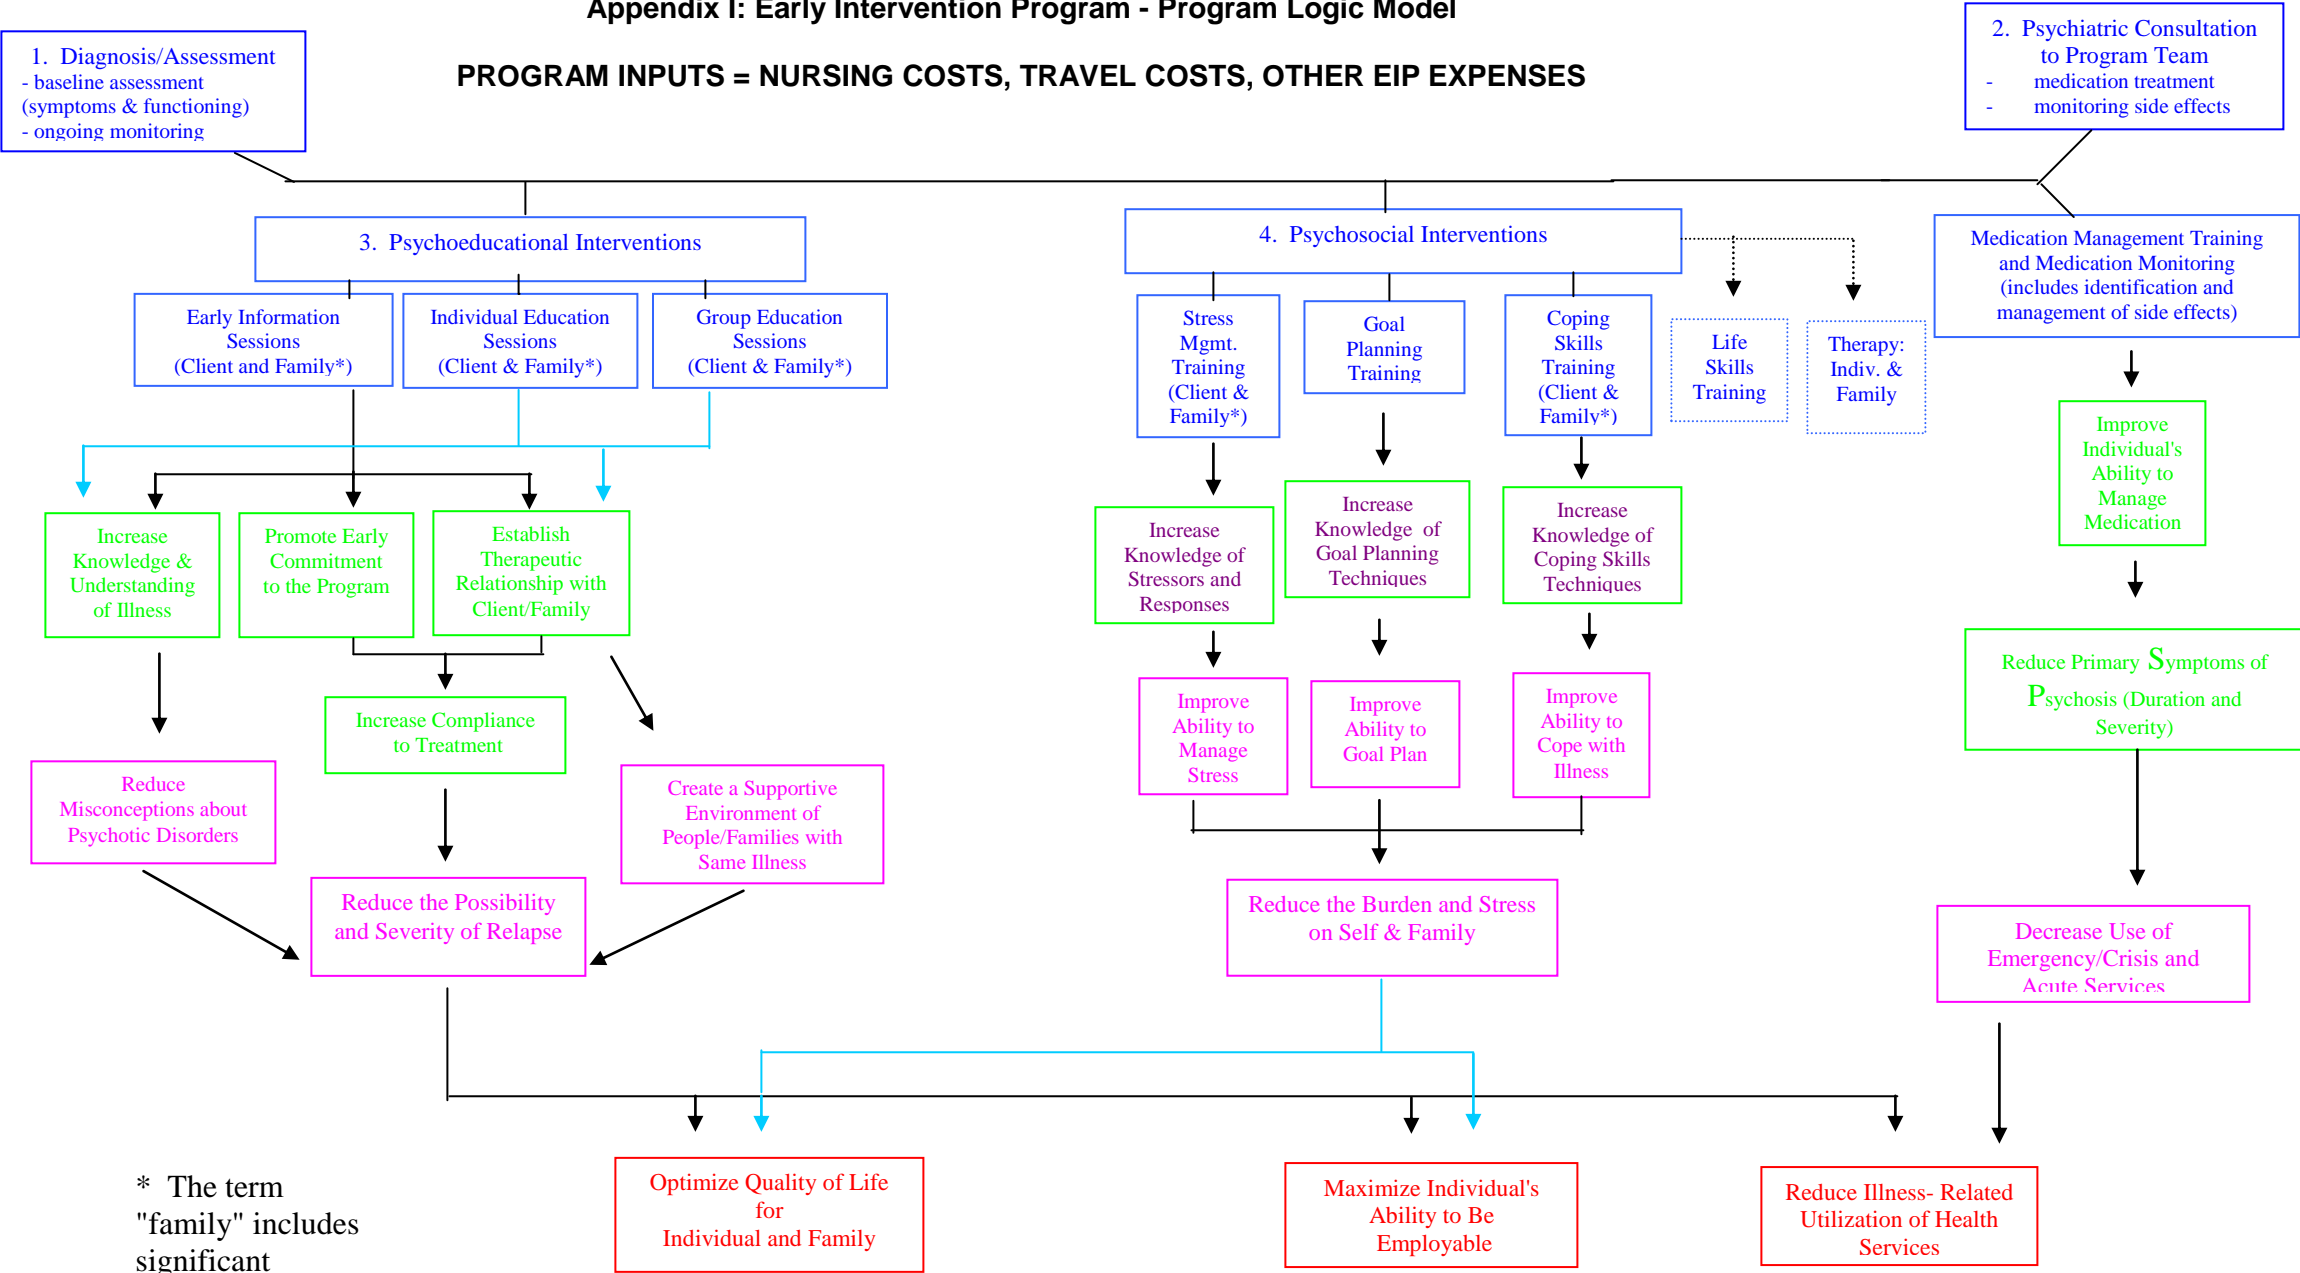 Appendix I: Early Intervention Program - Program Logic Model
PROGRAM INPUTS = NURSING COSTS, TRAVEL COSTS, OTHER EIP EXPENSES
1. Diagnosis/Assessment
- baseline assessment
(symptoms & functioning)
- ongoing monitoring
2. Psychiatric Consultation
to Program Team
- medication treatment
- monitoring side effects
3. Psychoeducational Interventions
4. Psychosocial Interventions
Medication Management Training
and Medication Monitoring
(includes identification and
management of side effects)
Early Information
Sessions
(Client and Family*)
Individual Education
Sessions
(Client & Family*)
Group Education
Sessions
(Client & Family*)
Stress
Mgmt.
Training
(Client &
Family*)
Goal
Planning
Training
Coping
Skills
Training
(Client &
Family*)
Life
Skills
Training
Therapy:
Indiv. &
Family
Improve
Individual's
Ability to
Manage
Medication
Increase
Knowledge &
Understanding
of Illness
Promote Early
Commitment
to the Program
Establish
Therapeutic
Relationship with
Client/Family
Increase
Knowledge of
Stressors and
Responses
Increase
Knowledge of
Goal Planning
Techniques
Increase
Knowledge of
Coping Skills
Techniques
Reduce Primary Symptoms of
Psychosis (Duration and
Severity)
Increase Compliance
to Treatment
Improve
Ability to
Manage
Stress
Improve
Ability to
Goal Plan
Improve
Ability to
Cope with
Illness
Reduce
Misconceptions about
Psychotic Disorders
Create a Supportive
Environment of
People/Families with
Same Illness
Reduce the Possibility
and Severity of Relapse
Reduce the Burden and Stress
on Self & Family
Decrease Use of
Emergency/Crisis and
Acute Services
* The term
"family" includes
significant
Optimize Quality of Life
for
Individual and Family
Maximize Individual's
Ability to Be
Employable
Reduce Illness- Related
Utilization of Health
Services